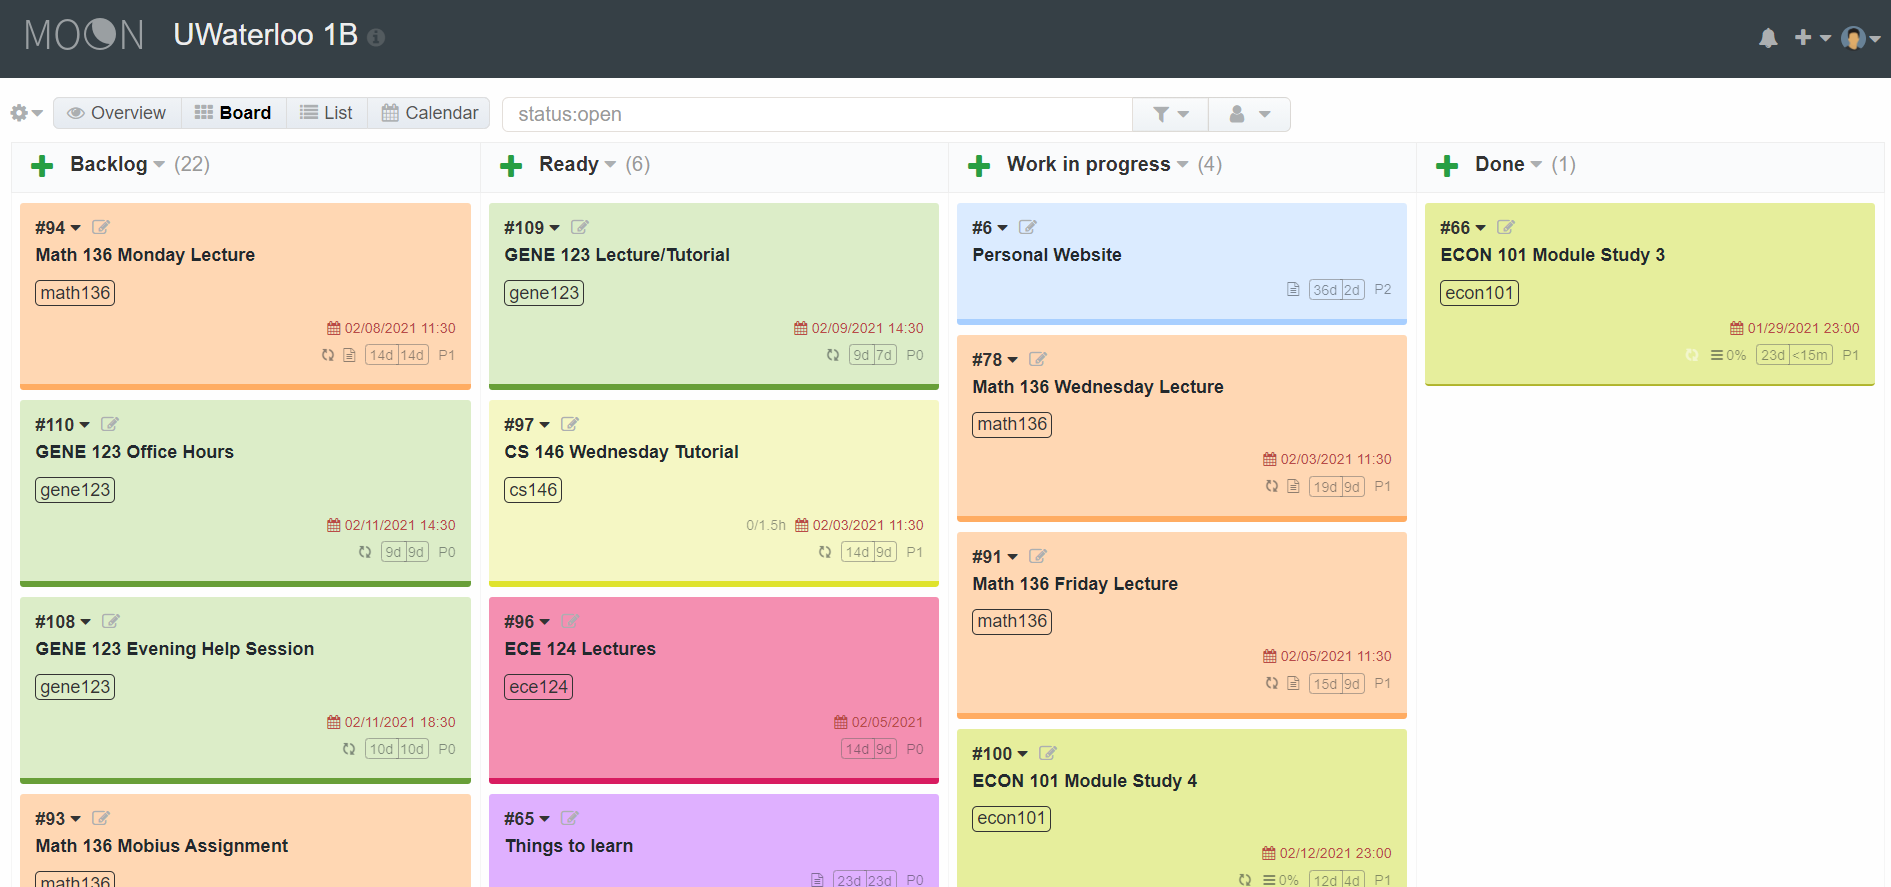 MOON UWaterloo 1B
Overview Board List Calendar status:open
Backlog (22)
#94
Math 136 Monday Lecture
math136
02/08/2021 11:30
14d 14d P1
#110
GENE 123 Office Hours
gene123
02/11/2021 14:30
9d 9d P0
#108
GENE 123 Evening Help Session
gene123
02/11/2021 18:30
10d 10d P0
#93
Math 136 Mobius Assignment
math136
Ready (6)
#109
GENE 123 Lecture/Tutorial
gene123
02/09/2021 14:30
9d 7d P0
#97
CS 146 Wednesday Tutorial
cs146
0/1.5h 02/03/2021 11:30
14d 9d P1
#96
ECE 124 Lectures
ece124
02/05/2021
14d 9d P0
#65
Things to learn
23d 23d P0
Work in progress (4)
#6
Personal Website
36d 2d P2
#78
Math 136 Wednesday Lecture
math136
02/03/2021 11:30
19d 9d P1
#91
Math 136 Friday Lecture
math136
02/05/2021 11:30
15d 9d P1
#100
ECON 101 Module Study 4
econ101
02/12/2021 23:00
0% 12d 4d P1
Done (1)
#66
ECON 101 Module Study 3
econ101
01/29/2021 23:00
0% 23d <15m P1